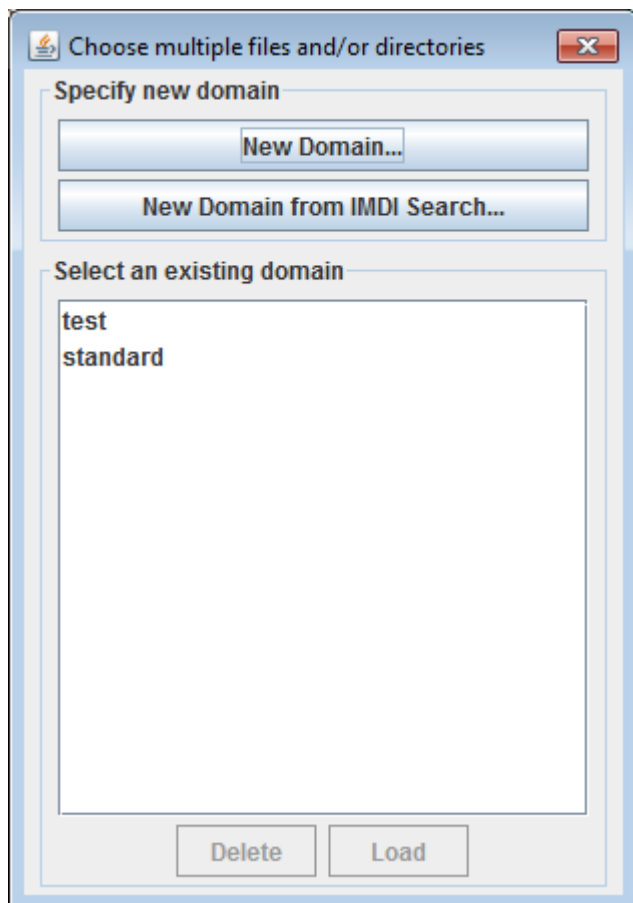 Choose multiple files and/or directories
Specify new domain
New Domain...
New Domain from IMDI Search...
Select an existing domain
test
standard
Delete Load